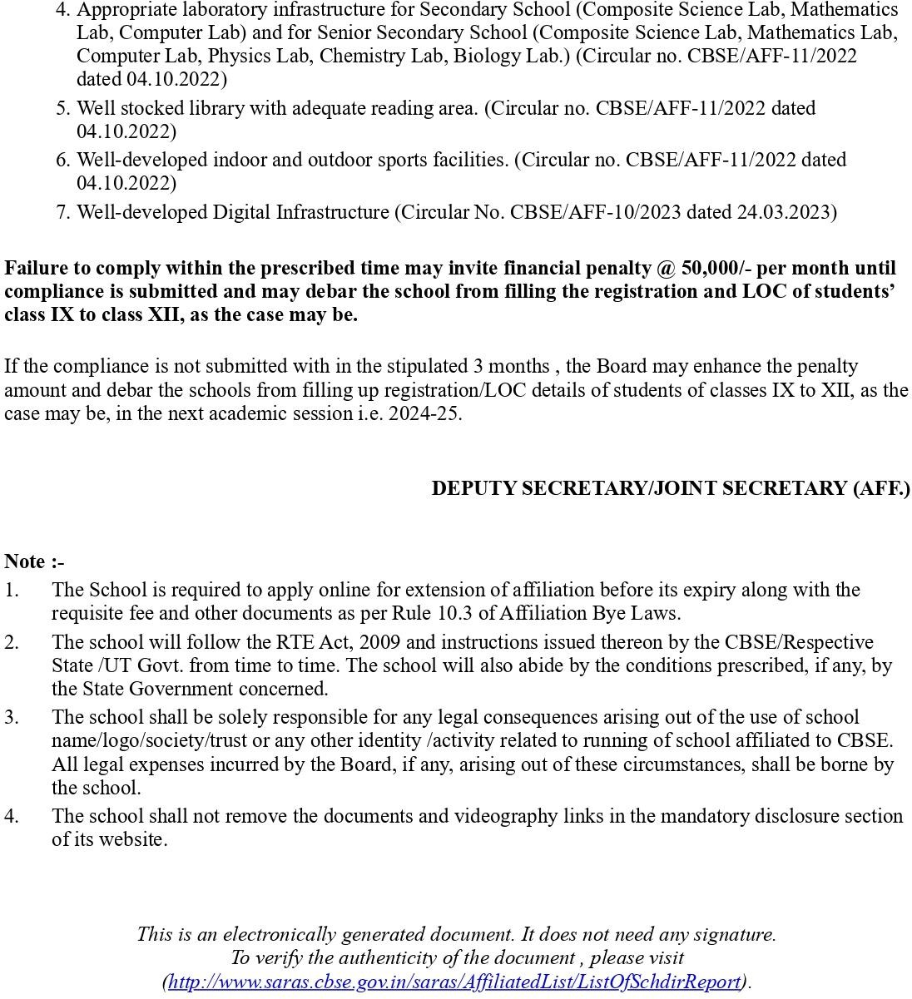 4. Appropriate laboratory infrastructure for Secondary School (Composite Science Lab, Mathematics
Lab, Computer Lab) and for Senior Secondary School (Composite Science Lab, Mathematics Lab,
Computer Lab, Physics Lab, Chemistry Lab, Biology Lab.) (Circular no. CBSE/AFF-11/2022
dated 04.10.2022)
5. Well stocked library with adequate reading area. (Circular no. CBSE/AFF-11/2022 dated
04.10.2022)
6. Well-developed indoor and outdoor sports facilities. (Circular no. CBSE/AFF-11/2022 dated
04.10.2022)
7. Well-developed Digital Infrastructure (Circular No. CBSE/AFF-10/2023 dated 24.03.2023)
Failure to comply within the prescribed time may invite financial penalty @ 50,000/- per month until
compliance is submitted and may debar the school from filling the registration and LOC of students’
class IX to class XII, as the case may be.
If the compliance is not submitted with in the stipulated 3 months , the Board may enhance the penalty
amount and debar the schools from filling up registration/LOC details of students of classes IX to XII, as the
case may be, in the next academic session i.e. 2024-25.
DEPUTY SECRETARY/JOINT SECRETARY (AFF.)
Note :-
1. The School is required to apply online for extension of affiliation before its expiry along with the
requisite fee and other documents as per Rule 10.3 of Affiliation Bye Laws.
2. The school will follow the RTE Act, 2009 and instructions issued thereon by the CBSE/Respective
State /UT Govt. from time to time. The school will also abide by the conditions prescribed, if any, by
the State Government concerned.
3. The school shall be solely responsible for any legal consequences arising out of the use of school
name/logo/society/trust or any other identity /activity related to running of school affiliated to CBSE.
All legal expenses incurred by the Board, if any, arising out of these circumstances, shall be borne by
the school.
4. The school shall not remove the documents and videography links in the mandatory disclosure section
of its website.
This is an electronically generated document. It does not need any signature.
To verify the authenticity of the document , please visit
(http://www.saras.cbse.gov.in/saras/AffiliatedList/ListOfSchdirReport).